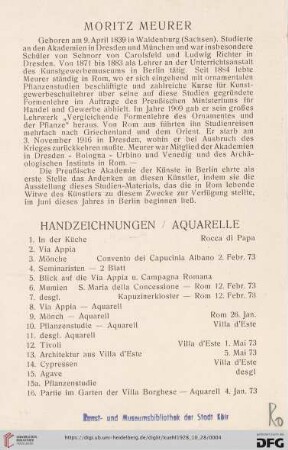 MORITZ MEURER
Geboren am 9. April 1839 in Waldenburg (Sachsen). Studierte
an den Akademien in Dresden und München und war insbesondere
Schüler von Schnorr von Carolsfeld und Ludwig Richter in
Dresden. Von 1871 bis 1883 als Lehrer an der Unterrichtsanstalt
des Kunstgewerbemuseums in Berlin tätig. Seit 1884 lebte
Meurer ständig in Rom, wo er sich eingehend mit ornamentalen
Pflanzenstudien beschäftigte und zahlreiche Kurse für Kunst-
gewerbeschullehrer über seine auf diesen Studien gegründete
Formenlehre im Auftrage des Preußischen Ministeriums für
Handel und Gewerbe abhielt. Im Jahre 1909 gab er sein großes
Lehrwerk „Vergleichende Formenlehre des Ornamentes und
der Pflanze" heraus. Von Rom aus führten ihn Studienreisen
mehrfach nach Griechenland und dem Orient. Er starb am
3. November 1916 in Dresden, wohin er bei Ausbruch des
Krieges zurückkehren mußte. Meurer war Mitglied der Akademien
in Dresden - Bologna - Urbino und Venedig und des Archä-
ologischen Instituts in Rom. —
Die Preußische Akademie der Künste in Berlin ehrte als
erste Stelle das Andenken an diesen Künstler, indem sie die
Ausstellung dieses Studien-Materials, das die in Rom lebende
Witwe des Künstlers zu diesem Zwecke zur Verfügung stellte,
im Juni dieses Jahres in Berlin beginnen ließ.
HANDZEICHNUNGEN / AQUARELLE
1. In der Küche Rocca di Papa
2. Via Appia
3. Mönche Convento dei Capucinia Albano 2. Febr. 73
4. Seminaristen — 2 Blatt
5. Blick auf die Via Appia u. Campagna Romana
6. Mumien S. Maria della Concessione — Rom 12. Febr. 73
7. desgl. Kapuzinerkloster — Rom 12. Febr. 73
8. Via Appia — Aquarell
9. Mönch — Aquarell Rom 26. Jan.
10. Pflanzenstudie — Aquarell Villa d'Este
11. desgl. Aquarell
12. Tivoli Villa d'Este 1. Mai 73
13. Architektur aus Villa d'Este 5. Mai 73
14. Cypressen Villa d'Este
15. Agave desgl
15a. Pflanzenstudie
16. Partie im Garten der Villa Borghese — Aquarell 4. Jan. 73
Kunst- und Museumsbibliothek der Stadt Köln
UNIVERSITÄTS-
BIBLIOTHEK
HEIDELBERG
DFG